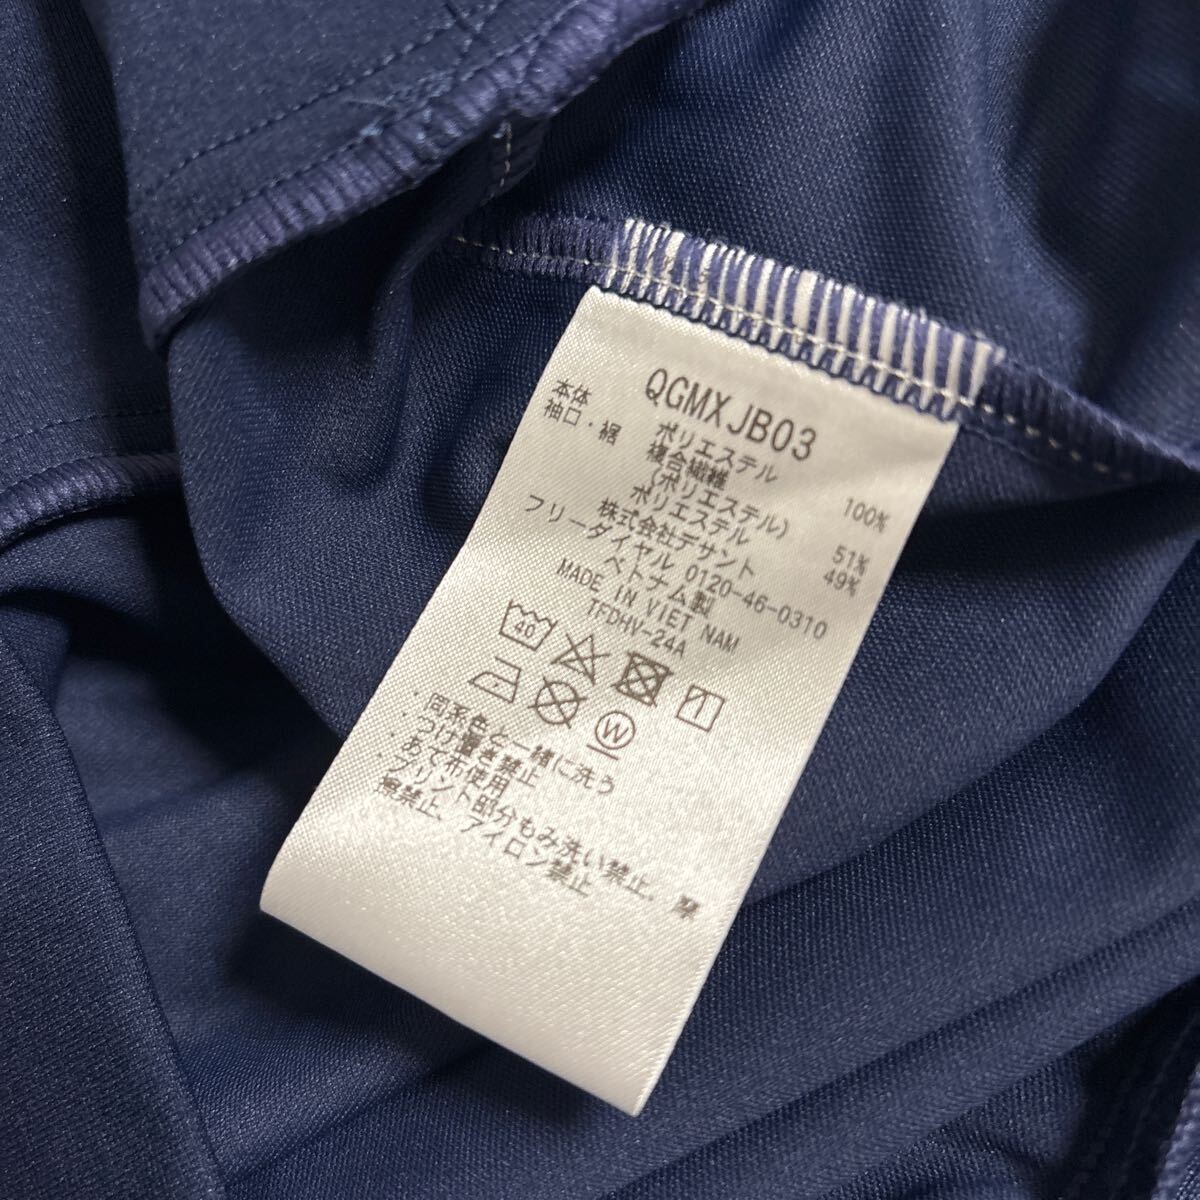 QGMXJB03
本体 ポリエステル 100%
袖口・裾 複合繊維
(ポリエステル) 51%
ポリエステル 49%
株式会社デサント
フリーダイヤル 0120-46-0310
ベトナム製
MADE IN VIET NAM
TFDHV-24A
40
W
・同系色と一緒に洗う
・つけ置き禁止
・あて布使用
・プリント部分もみ洗い禁止、摩
擦禁止、アイロン禁止